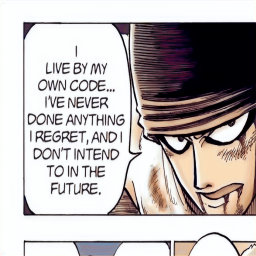 I
LIVE BY MY
OWN CODE...
I'VE NEVER
DONE ANYTHING
I REGRET, AND I
DON'T INTEND
TO IN THE
FUTURE.